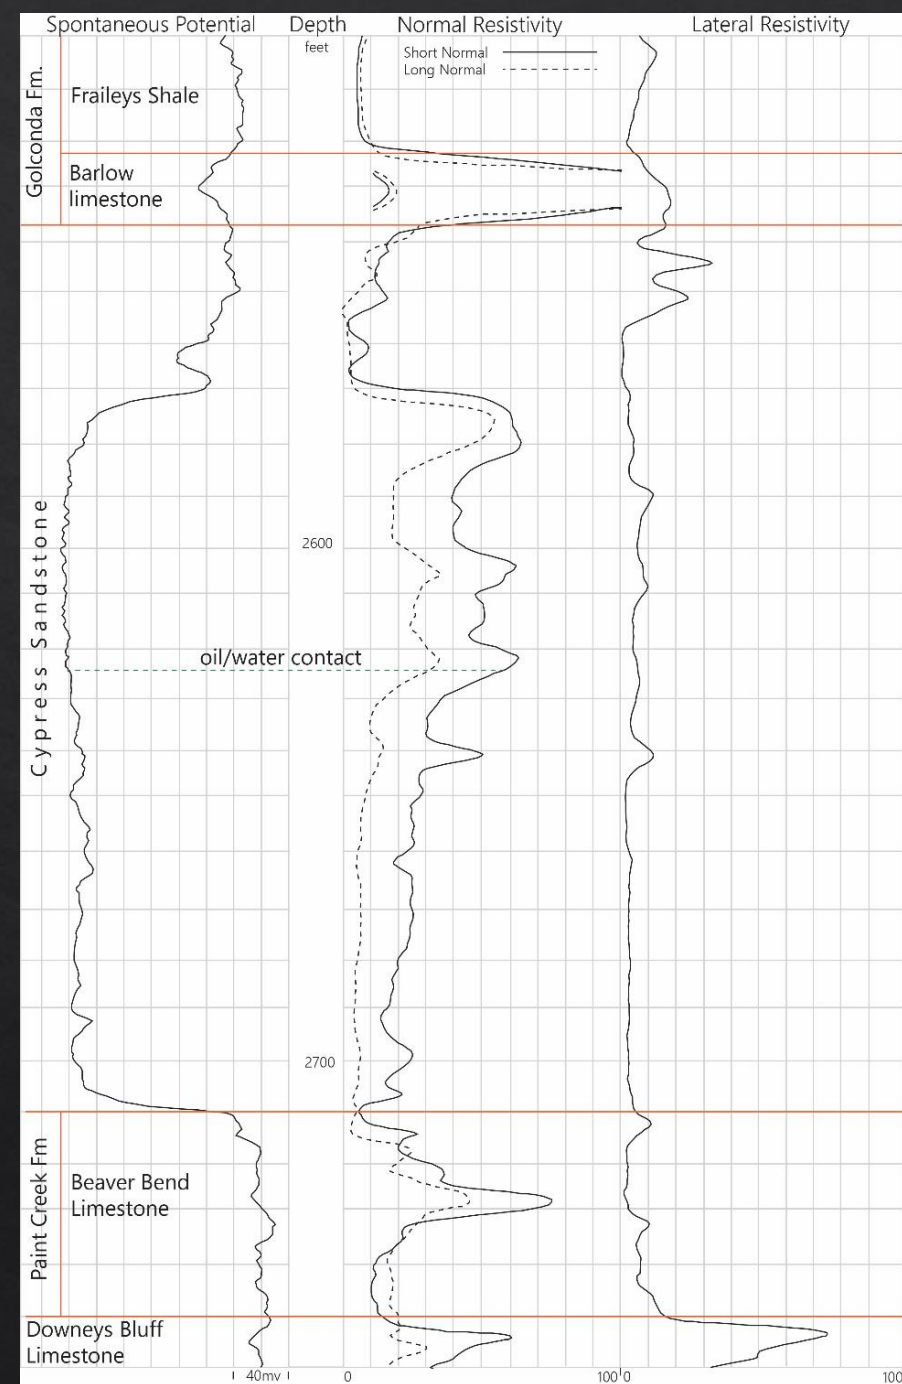 Spontaneous Potential
Depth
Normal Resistivity
Lateral Resistivity
feet
Short Normal
Long Normal
Golconda Fm.
Fraileys Shale
Barlow
limestone
Cypress Sandstone
2600
oil/water contact
2700
Paint Creek Fm
Beaver Bend
Limestone
Downeys Bluff
Limestone
40mv
0
100
0
100